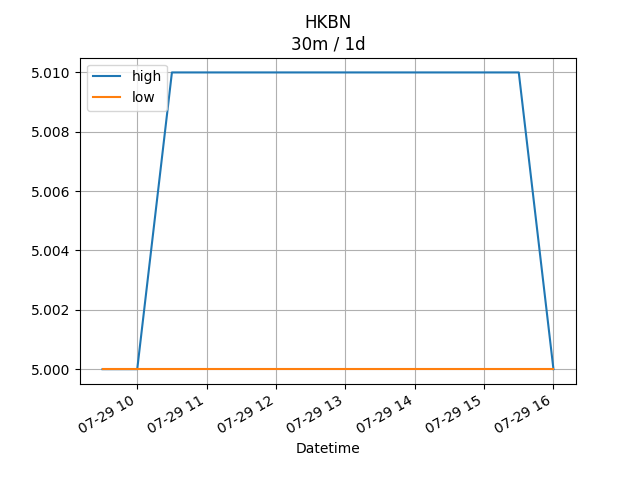 HKBN
30m / 1d
high
low
5.010
5.008
5.006
5.004
5.002
5.000
07-29 10
07-29 11
07-29 12
07-29 13
07-29 14
07-29 15
07-29 16
Datetime